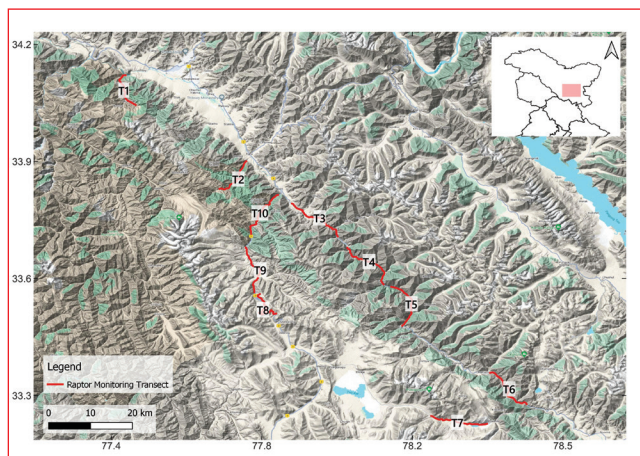 34.2
33.9
33.6
33.3
T1
T2
T10
T3
T9
T4
T8
T5
T6
T7
Legend
Raptor Monitoring Transect
0 10 20 km
77.4
77.8
78.2
78.5